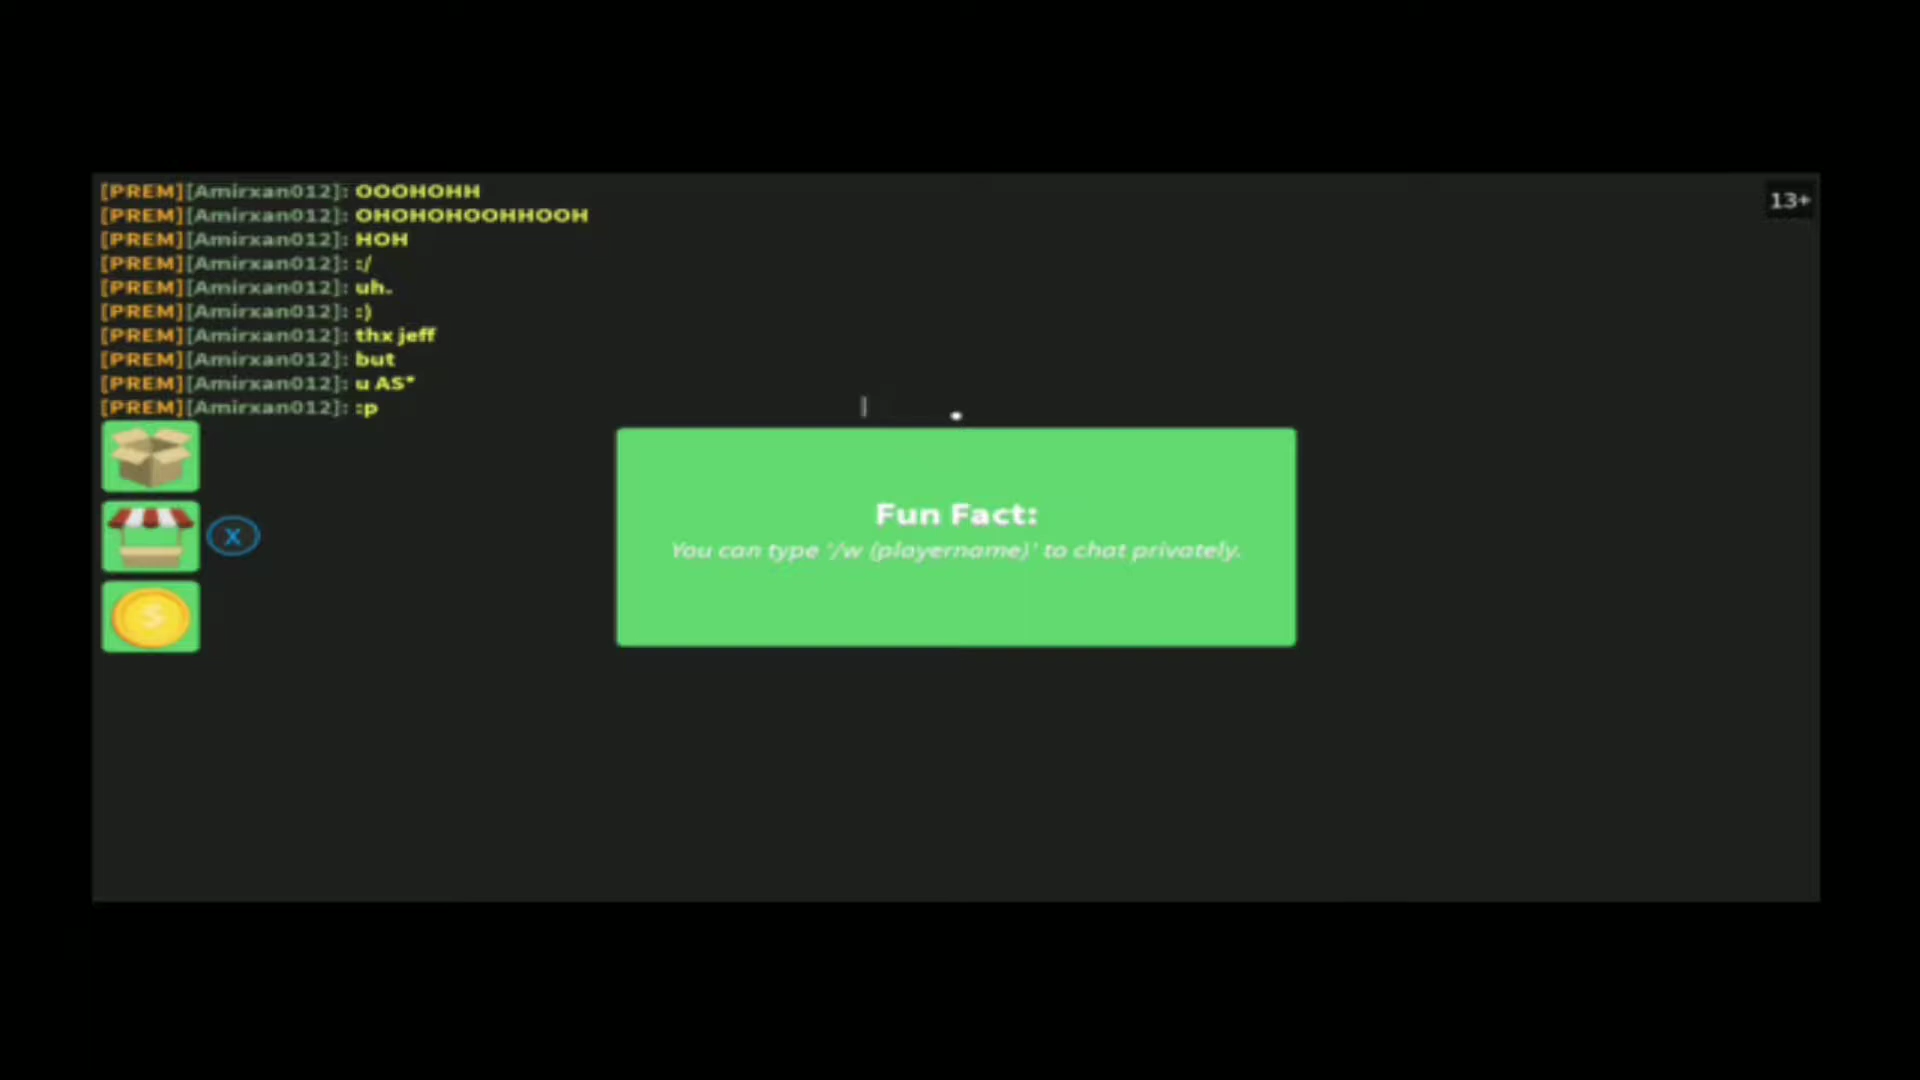 [PREM][Amirxan012]: OOOHOHH
[PREM][Amirxan012]: OHOHOHOOHHOOH
[PREM][Amirxan012]: HOH
[PREM][Amirxan012]: :/
[PREM][Amirxan012]: uh.
[PREM][Amirxan012]: :)
[PREM][Amirxan012]: thx jeff
[PREM][Amirxan012]: but
[PREM][Amirxan012]: u AS*
[PREM][Amirxan012]: :p
13+
X
Fun Fact:
You can type '/w (playername)' to chat privately.